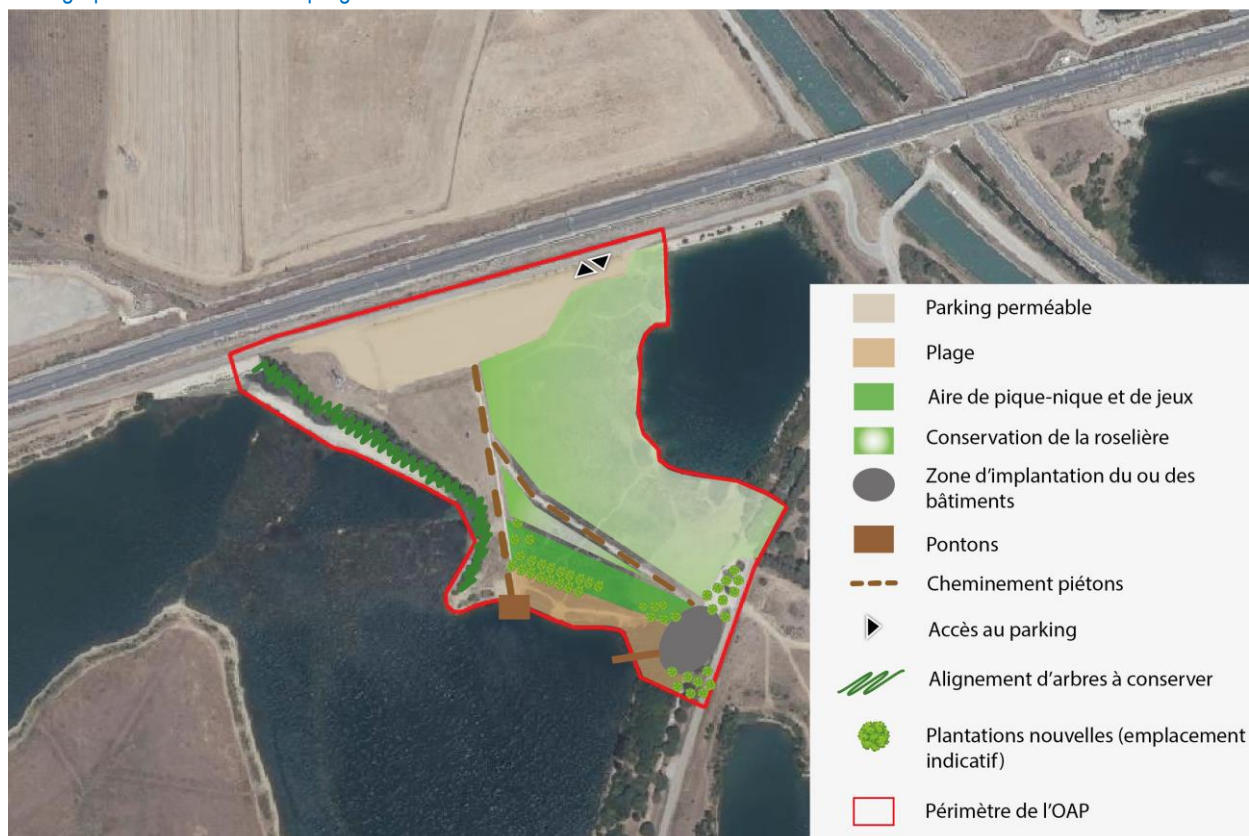 Parking perméable
Plage
Aire de pique-nique et de jeux
Conservation de la roselière
Zone d'implantation du ou des
bâtiments
Pontons
Cheminement piétons
Accès au parking
Alignement d'arbres à conserver
Plantations nouvelles (emplacement
indicatif)
Périmètre de l'OAP